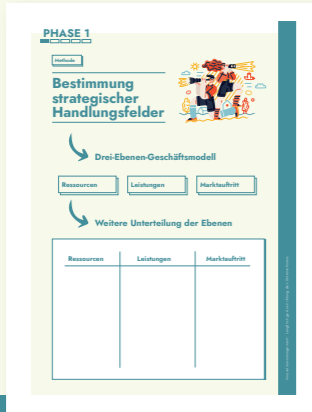 PHASE 1
Methode
Bestimmung
strategischer
Handlungsfelder
Drei-Ebenen-Geschäftsmodell
Ressourcen
Leistungen
Marktauftritt
Weitere Unterteilung der Ebenen
Ressourcen
Leistungen
Marktauftritt